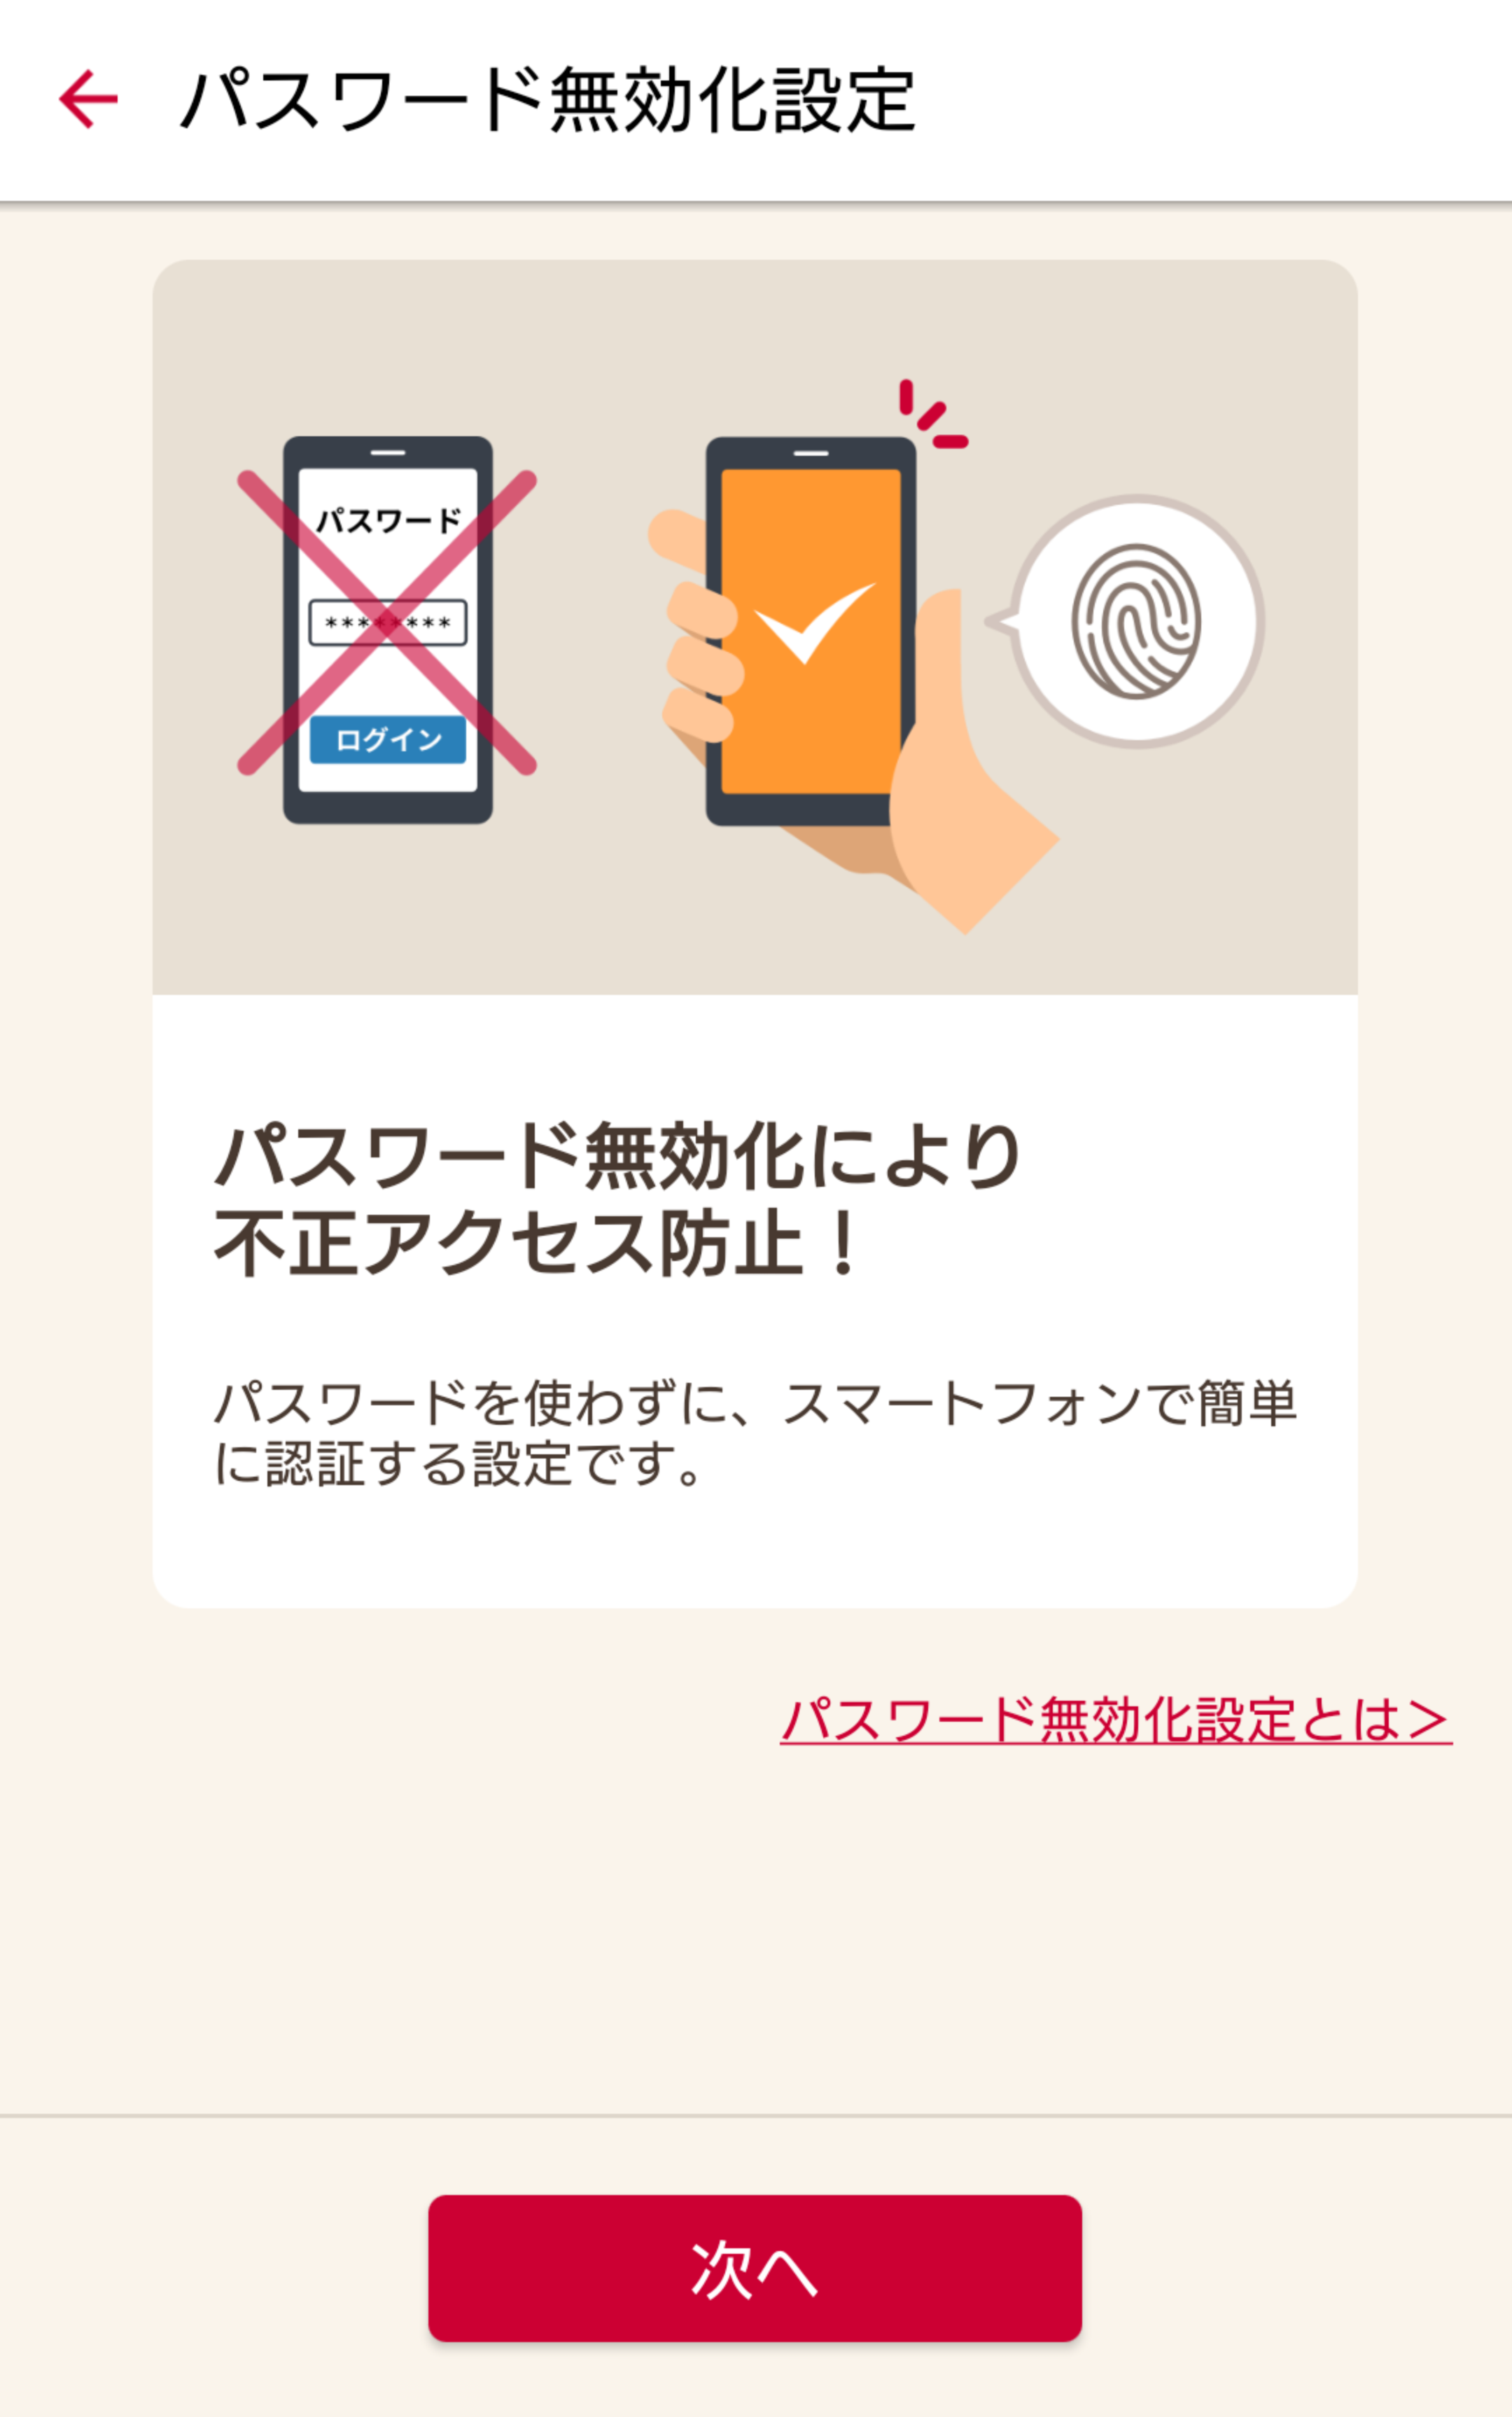 パスワード無効化設定
パスワード
********
ログイン
パスワード無効化により
不正アクセス防止！
パスワードを使わずに、スマートフォンで簡単
に認証する設定です。
パスワード無効化設定とは＞
次へ